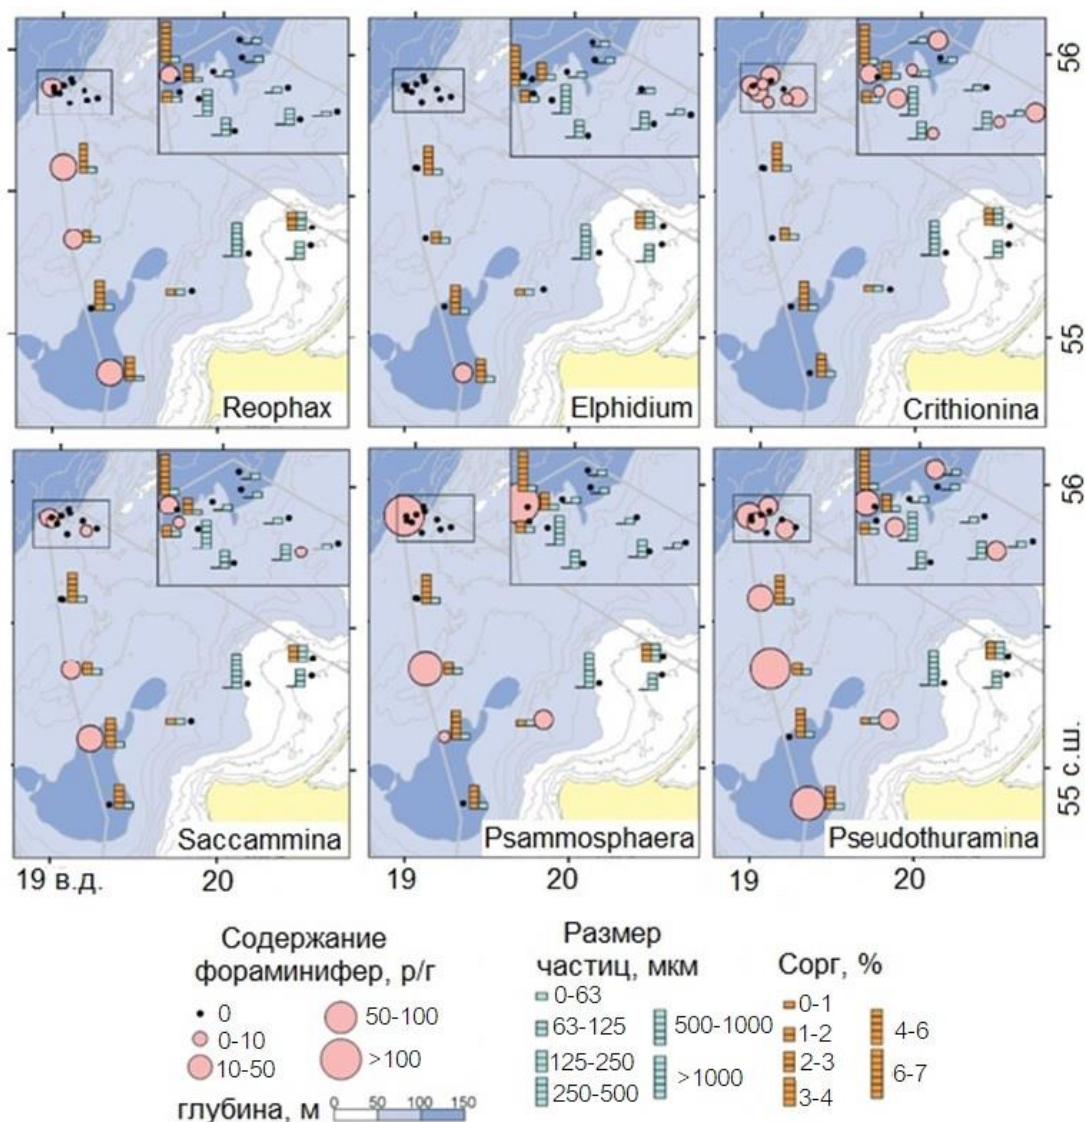 56
55
Reophax
Elphidium
Crithionina
56
55 с.ш.
Saccammina
Psammosphaera
Pseudothuramina
19 в.д.
20
19
20
19
20
Содержание
фораминифер, р/г
0
0-10
10-50
50-100
>100
глубина, м
0 50 100 150
Размер
частиц, мкм
0-63
63-125
125-250
250-500
500-1000
>1000
Сорг, %
0-1
1-2
2-3
3-4
4-6
6-7